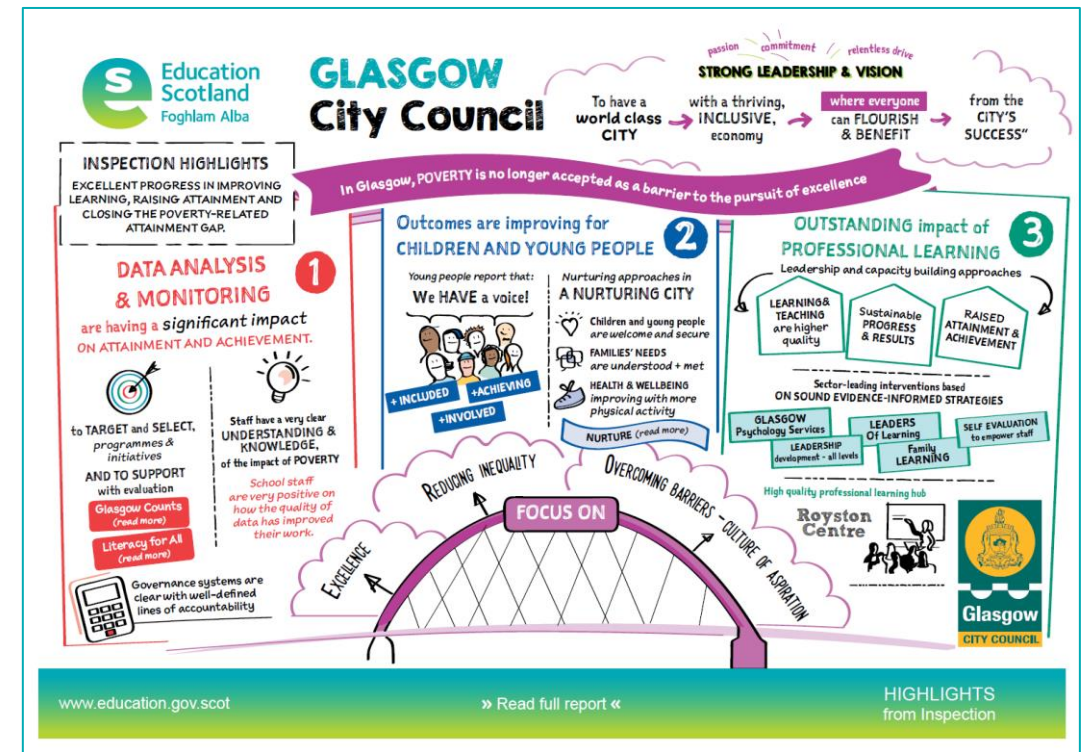 Education
Scotland
Foghlam Alba
GLASGOW
City Council
passion commitment relentless drive
STRONG LEADERSHIP & VISION
To have a
world class
CITY
with a thriving,
INCLUSIVE,
economy
where everyone
can FLOURISH
& BENEFIT
from the
CITY'S
SUCCESS"
INSPECTION HIGHLIGHTS
EXCELLENT PROGRESS IN IMPROVING
LEARNING, RAISING ATTAINMENT AND
CLOSING THE POVERTY-RELATED
ATTAINMENT GAP.
In Glasgow, POVERTY is no longer accepted as a barrier to the pursuit of excellence
DATA ANALYSIS
& MONITORING
1
are having a significant impact
ON ATTAINMENT AND ACHIEVEMENT.
to TARGET and SELECT,
programmes &
initiatives
AND TO SUPPORT
with evaluation
Glasgow Counts
(read more)
Literacy for All
(read more)
Staff have a very clear
UNDERSTANDING &
KNOWLEDGE,
of the impact of POVERTY
School staff
are very positive on
how the quality of
data has improved
their work.
Governance systems are
clear with well-defined
lines of accountability
Outcomes are improving for
CHILDREN AND YOUNG PEOPLE
2
Young people report that:
We HAVE a voice!
+ INCLUDED
+ACHIEVING
+INVOLVED
Nurturing approaches in
A NURTURING CITY
Children and young people
are welcome and secure
FAMILIES' NEEDS
are understood + met
HEALTH & WELLBEING
improving with more
physical activity
NURTURE (read more)
OUTSTANDING impact of
PROFESSIONAL LEARNING
3
Leadership and capacity building approaches
LEARNING &
TEACHING
are higher
quality
Sustainable
PROGRESS
& RESULTS
RAISED
ATTAINMENT &
ACHIEVEMENT
Sector-leading interventions based
ON SOUND EVIDENCE-INFORMED STRATEGIES
GLASGOW
Psychology Services
LEADERS
Of Learning
SELF EVALUATION
to empower staff
LEADERSHIP
development - all levels
Family
LEARNING
High quality professional learning hub
Royston
Centre
Glasgow
CITY COUNCIL
FOCUS ON
EXCELLENCE
REDUCING INEQUALITY
OVERCOMING BARRIERS - CULTURE OF ASPIRATION
www.education.gov.scot
» Read full report «
HIGHLIGHTS
from Inspection